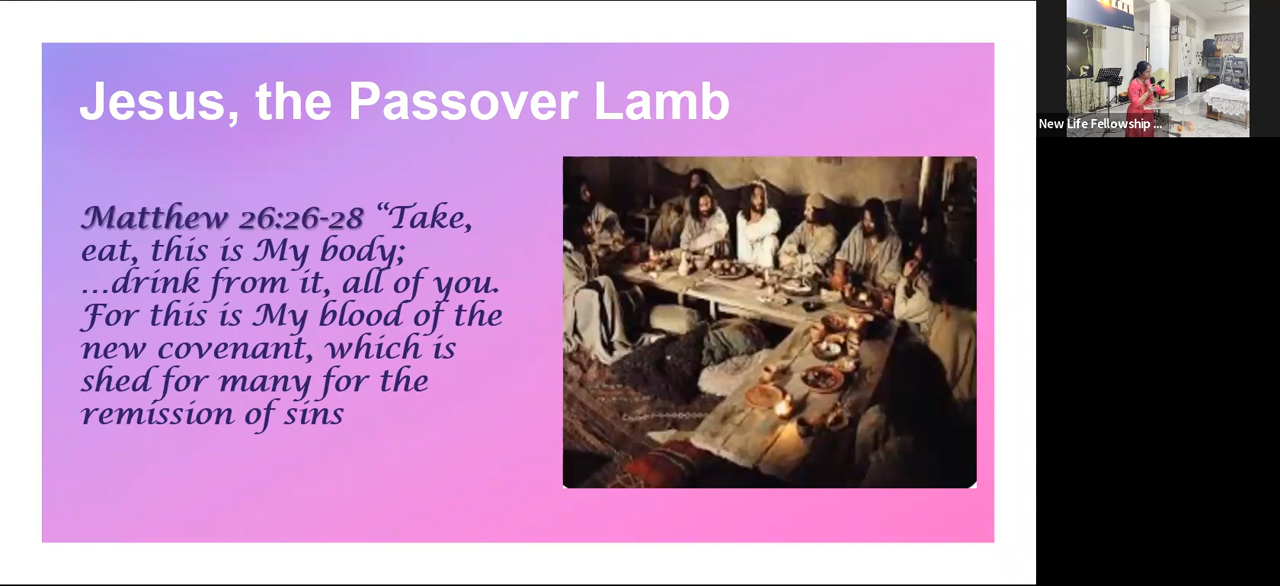 Jesus, the Passover Lamb
Matthew 26:26-28 “Take,
eat, this is My body;
…drink from it, all of you.
For this is My blood of the
new covenant, which is
shed for many for the
remission of sins
New Life Fellowship ...